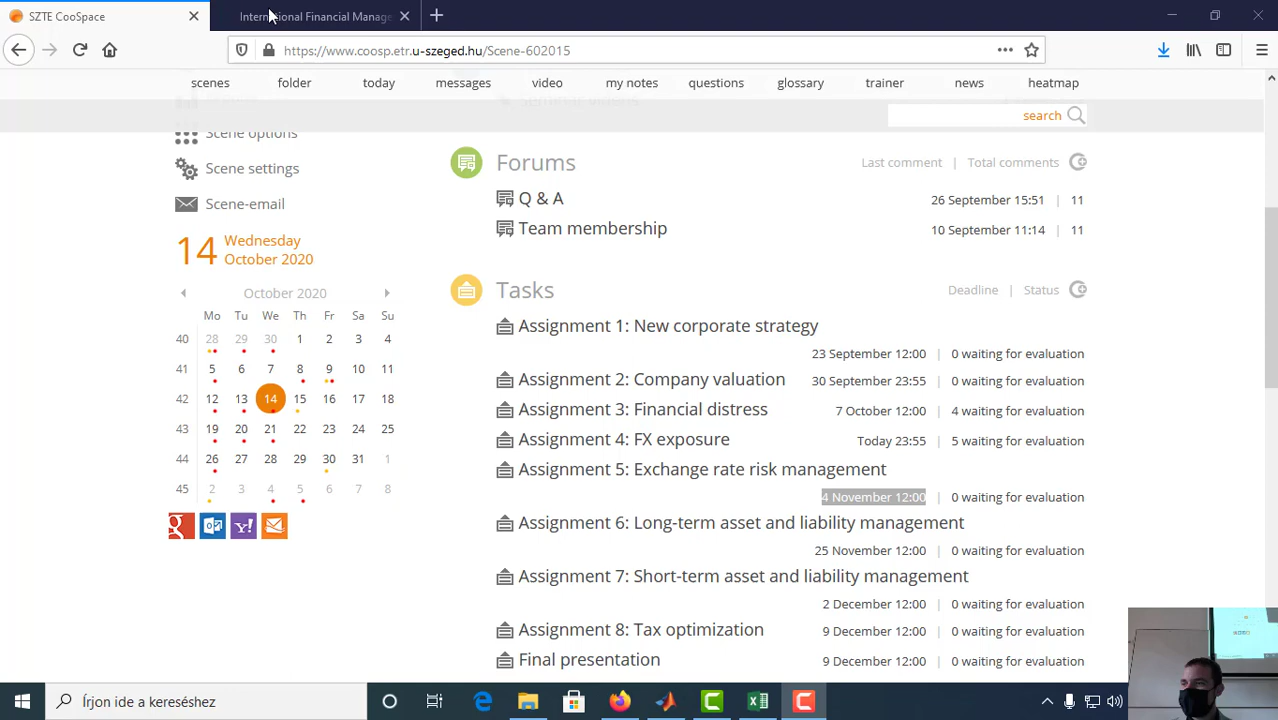 SZTE CooSpace
International Financial Manage
https://www.coosp.etr.u-szeged.hu/Scene-602015
scenes folder today messages video my notes questions glossary trainer news heatmap
search
Scene options
Scene settings
Scene-email
14 Wednesday
October 2020
October 2020
Mo Tu We Th Fr Sa Su
40 28 29 30 1 2 3 4
41 5 6 7 8 9 10 11
42 12 13 14 15 16 17 18
43 19 20 21 22 23 24 25
44 26 27 28 29 30 31 1
45 2 3 4 5 6 7 8
Forums Last comment | Total comments
Q & A 26 September 15:51 | 11
Team membership 10 September 11:14 | 11
Tasks Deadline | Status
Assignment 1: New corporate strategy
23 September 12:00 | 0 waiting for evaluation
Assignment 2: Company valuation 30 September 23:55 | 0 waiting for evaluation
Assignment 3: Financial distress 7 October 12:00 | 4 waiting for evaluation
Assignment 4: FX exposure Today 23:55 | 5 waiting for evaluation
Assignment 5: Exchange rate risk management
4 November 12:00 | 0 waiting for evaluation
Assignment 6: Long-term asset and liability management
25 November 12:00 | 0 waiting for evaluation
Assignment 7: Short-term asset and liability management
2 December 12:00 | 0 waiting for evaluation
Assignment 8: Tax optimization 9 December 12:00 | 0 waiting for evaluation
Final presentation 9 December 12:00 | 0 waiting for evaluation
Írjon ide a kereséshez